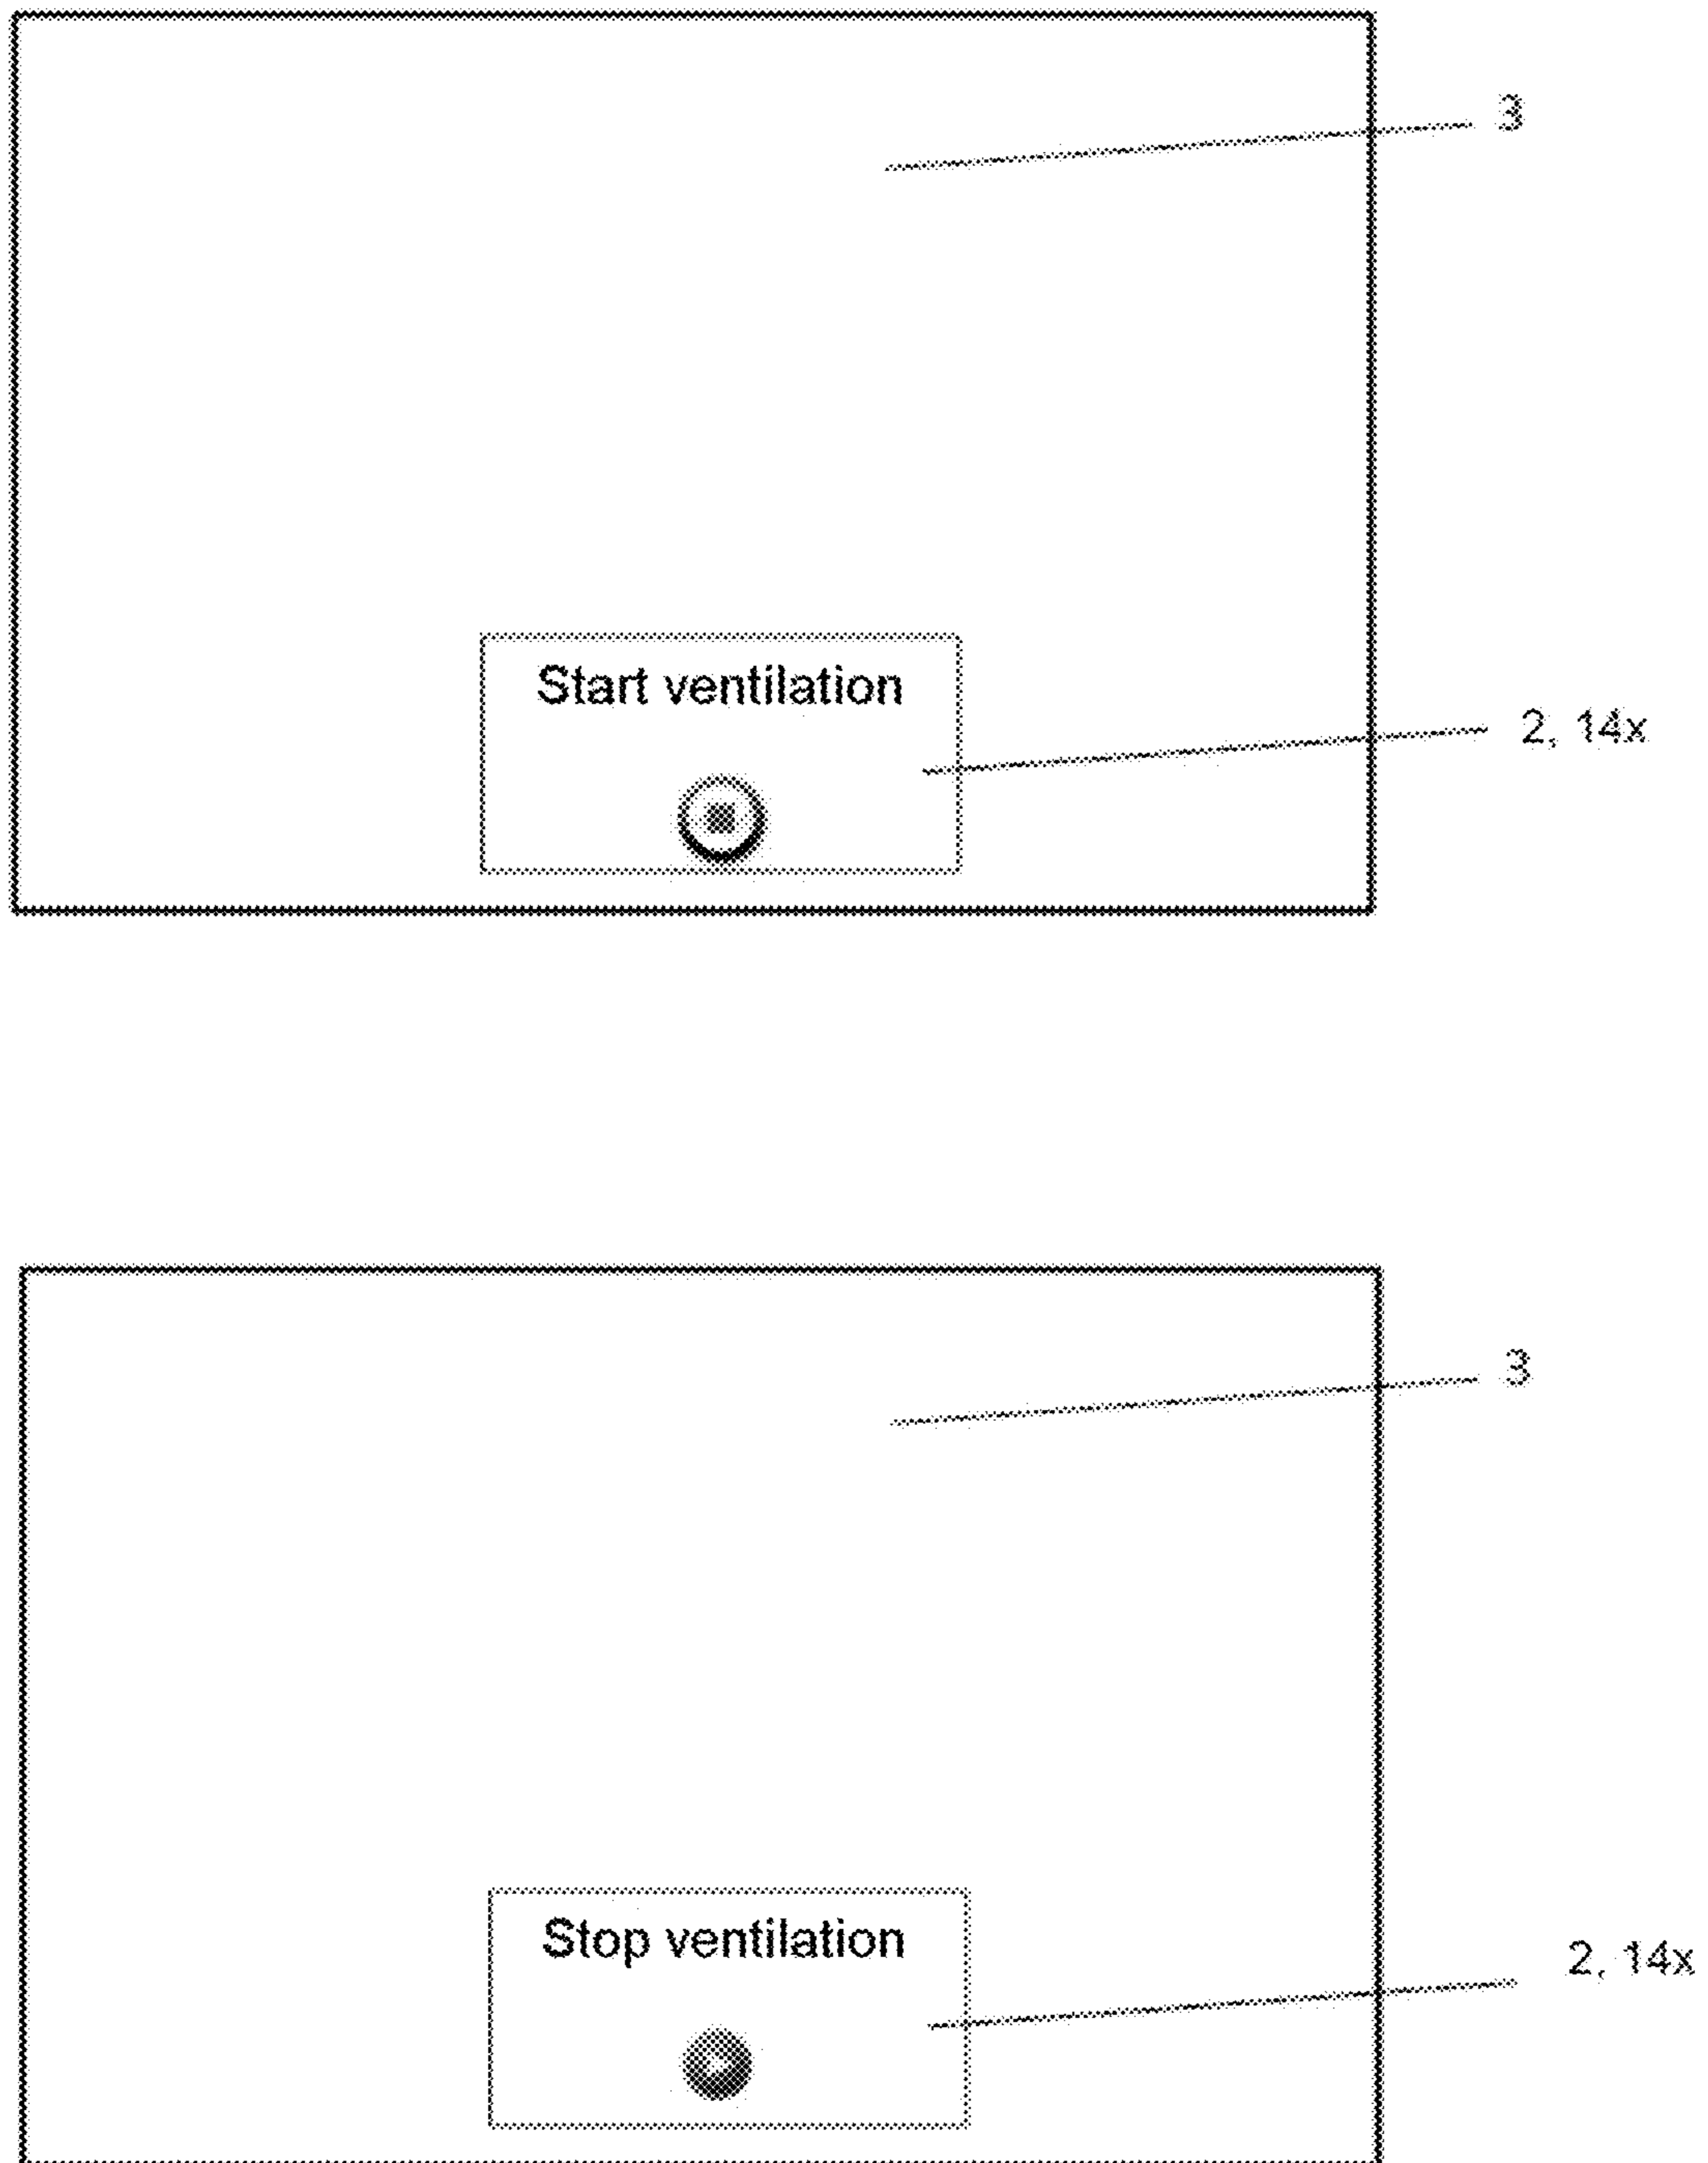 3
Start ventilation
2, 14x
3
Stop ventilation
2, 14x